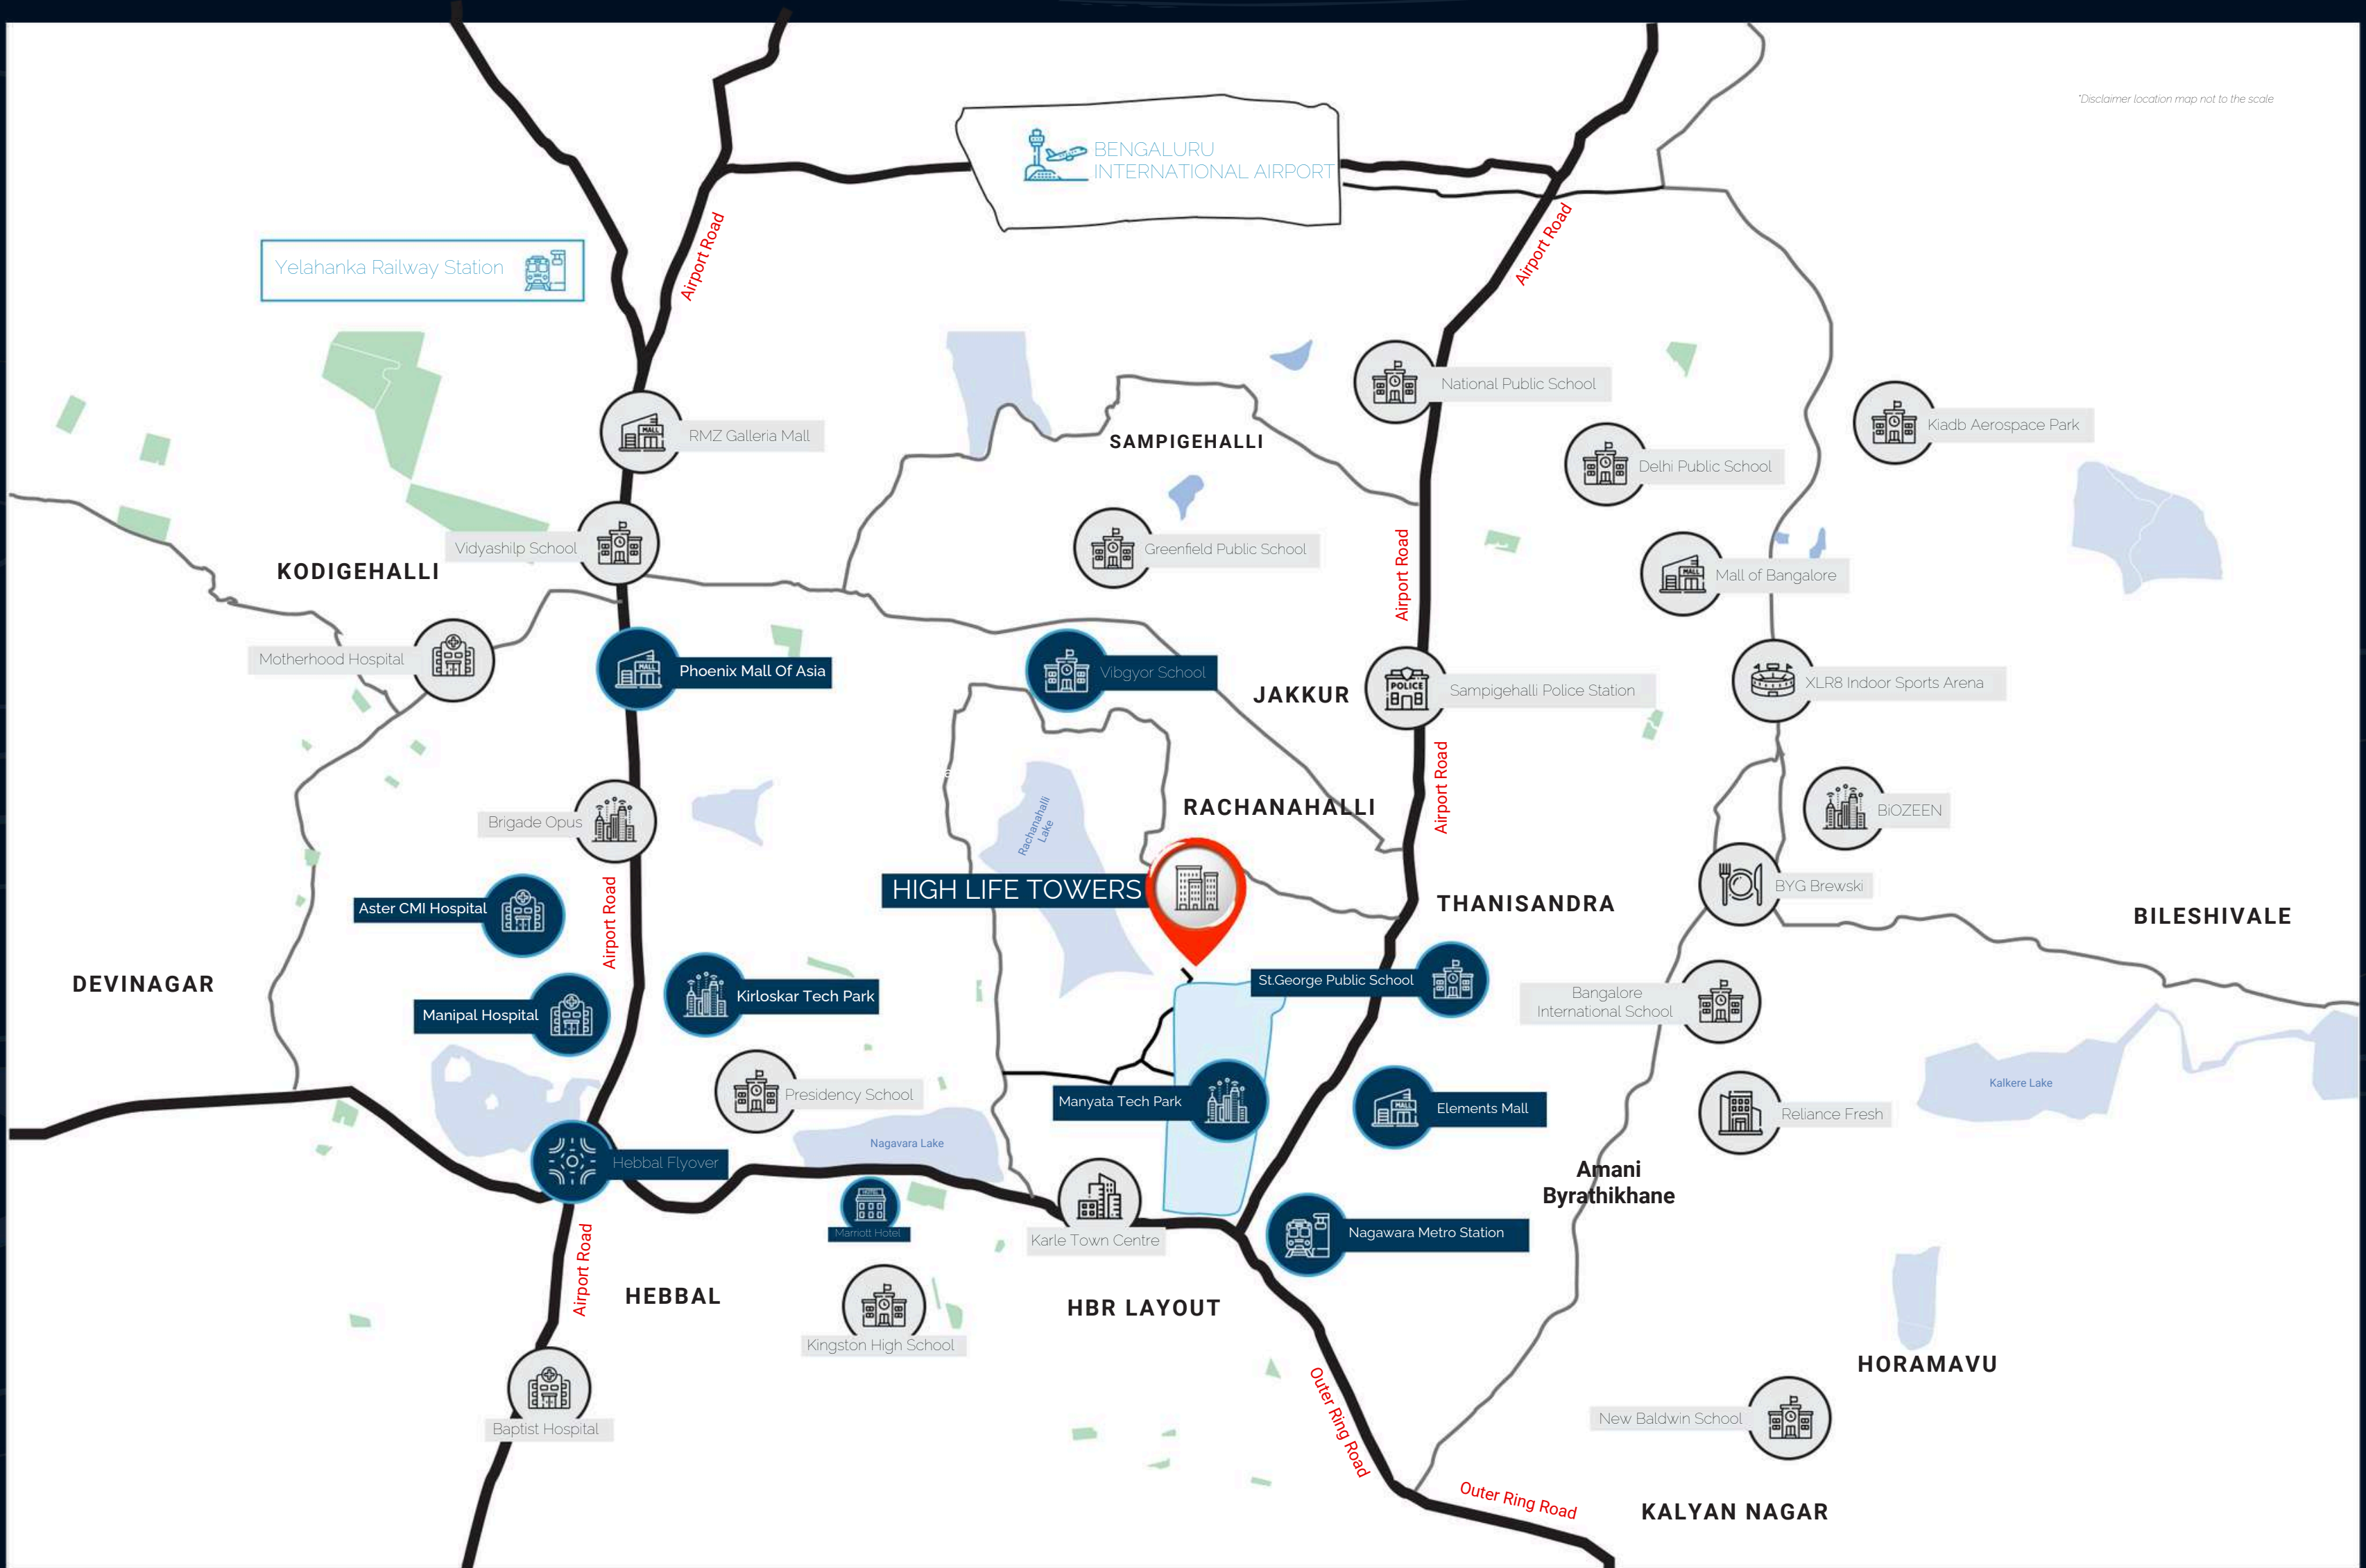 *Disclaimer location map not to the scale
BENGALURU
INTERNATIONAL AIRPORT
Airport Road
Airport Road
Yelahanka Railway Station
National Public School
Kiadb Aerospace Park
RMZ Galleria Mall
MALL
SAMPIGEHALLI
Delhi Public School
Vidyashilp School
Greenfield Public School
KODIGEHALLI
Airport Road
MALL
Mall of Bangalore
Motherhood Hospital
MALL
Phoenix Mall Of Asia
Vibgyor School
JAKKUR
POLICE
Sampigehalli Police Station
XLR8 Indoor Sports Arena
Airport Road
Rachanahalli
Lake
RACHANAHALLI
BiOZEEN
Brigade Opus
HIGH LIFE TOWERS
BYG Brewski
THANISANDRA
BILESHIVALE
Aster CMI Hospital
Airport Road
DEVINAGAR
Kirloskar Tech Park
St.George Public School
Bangalore
International School
Manipal Hospital
Presidency School
Manyata Tech Park
MALL
Elements Mall
Kalkere Lake
Reliance Fresh
Nagavara Lake
Hebbal Flyover
Amani
Byrathikhane
HOTEL
Marriott Hotel
Karle Town Centre
Nagawara Metro Station
Airport Road
HEBBAL
HBR LAYOUT
Kingston High School
HORAMAVU
Outer Ring Road
Baptist Hospital
New Baldwin School
Outer Ring Road
KALYAN NAGAR